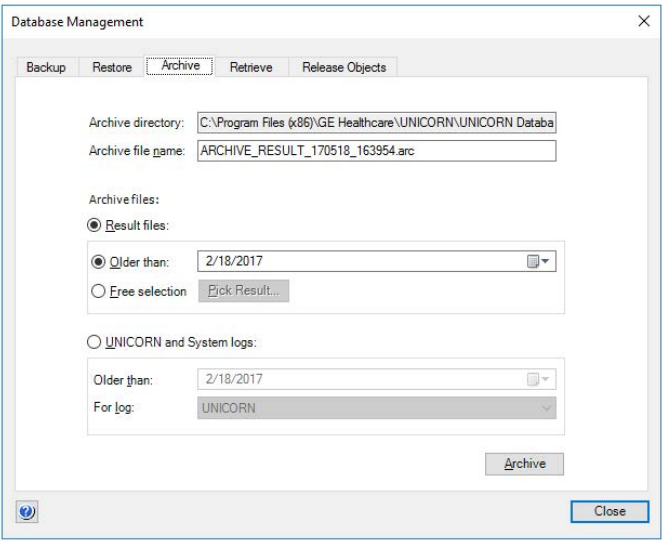 Database Management
Backup Restore Archive Retrieve Release Objects
Archive directory: C:\Program Files (x86)\GE Healthcare\UNICORN\UNICORN Databa
Archive file name: ARCHIVE_RESULT_170518_163954.arc
Archive files:
Result files:
Older than: 2/18/2017
Free selection Pick Result...
UNICORN and System logs:
Older than: 2/18/2017
For log: UNICORN
Archive
Close